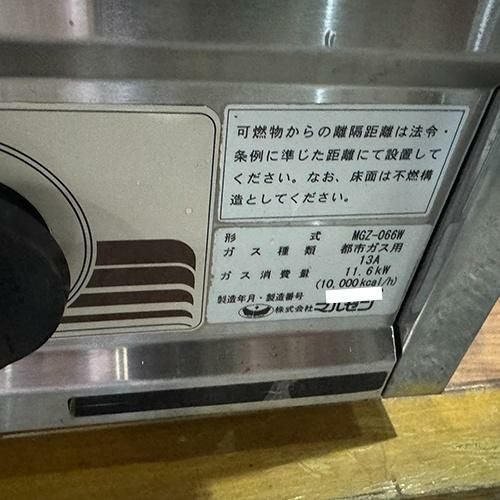 可燃物からの離隔距離は法令・
条例に準じた距離にて設置して
ください。なお、床面は不燃構
造としてください。
形 式 MGZ-066W
ガス種類 都市ガス用
13A
ガス消費量 11.6kW
(10,000kcal/h)
製造年月・製造番号
株式会社マルゼン